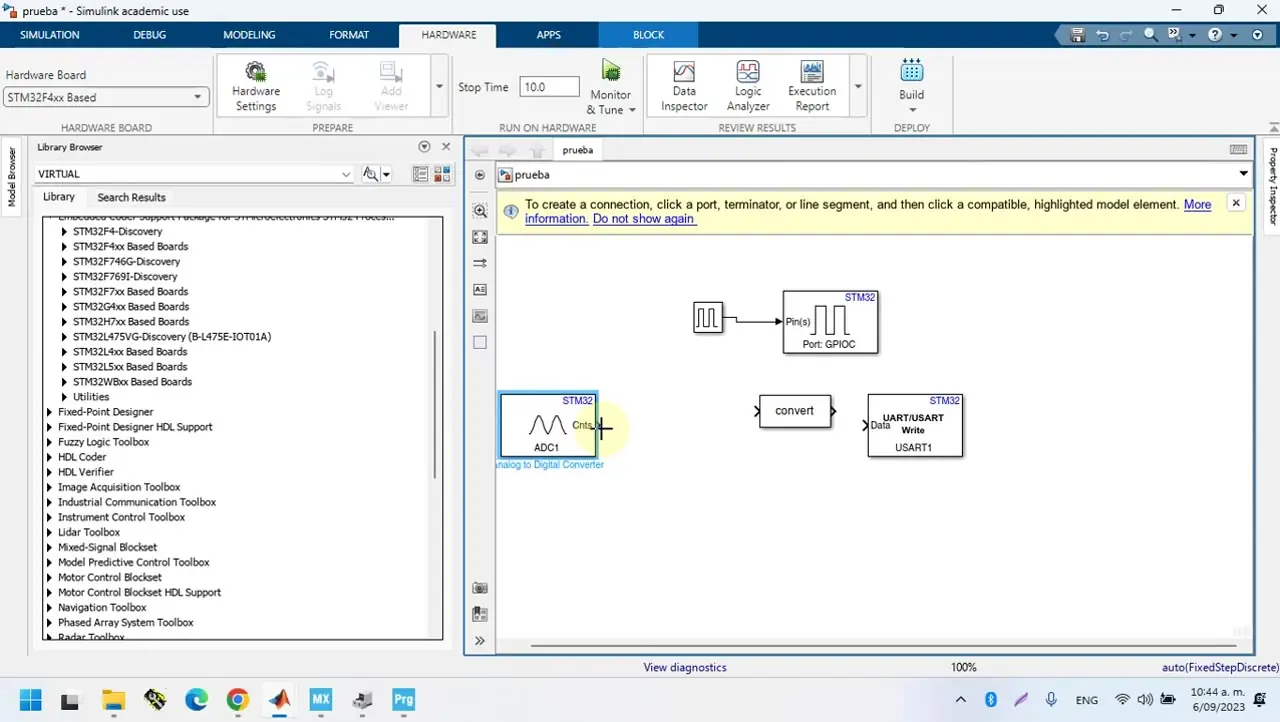 prueba * - Simulink academic use
SIMULATION DEBUG MODELING FORMAT HARDWARE APPS BLOCK
Hardware Board
STM32F4xx Based
HARDWARE BOARD
Hardware
Settings
Log
Signals
Add
Viewer
PREPARE
Stop Time 10.0
Monitor
& Tune
RUN ON HARDWARE
Data
Inspector
Logic
Analyzer
Execution
Report
REVIEW RESULTS
Build
DEPLOY
Model Browser
Library Browser
VIRTUAL
Library Search Results
Embedded Coder Support Package for STMicroelectronics STM32 Proces...
STM32F4-Discovery
STM32F4xx Based Boards
STM32F746G-Discovery
STM32F769I-Discovery
STM32F7xx Based Boards
STM32G4xx Based Boards
STM32H7xx Based Boards
STM32L475VG-Discovery (B-L475E-IOT01A)
STM32L4xx Based Boards
STM32L5xx Based Boards
STM32WBxx Based Boards
Utilities
Fixed-Point Designer
Fixed-Point Designer HDL Support
Fuzzy Logic Toolbox
HDL Coder
HDL Verifier
Image Acquisition Toolbox
Industrial Communication Toolbox
Instrument Control Toolbox
Lidar Toolbox
Mixed-Signal Blockset
Model Predictive Control Toolbox
Motor Control Blockset
Motor Control Blockset HDL Support
Navigation Toolbox
Phased Array System Toolbox
Radar Toolbox
prueba
prueba
To create a connection, click a port, terminator, or line segment, and then click a compatible, highlighted model element. More
information. Do not show again
STM32
Pin(s)
Port: GPIOC
STM32
Cnts
ADC1
Analog to Digital Converter
convert
STM32
UART/USART
Write
Data
USART1
Property Inspector
View diagnostics 100% auto(FixedStepDiscrete)
MX
Prg
ENG
10:44 a. m.
6/09/2023